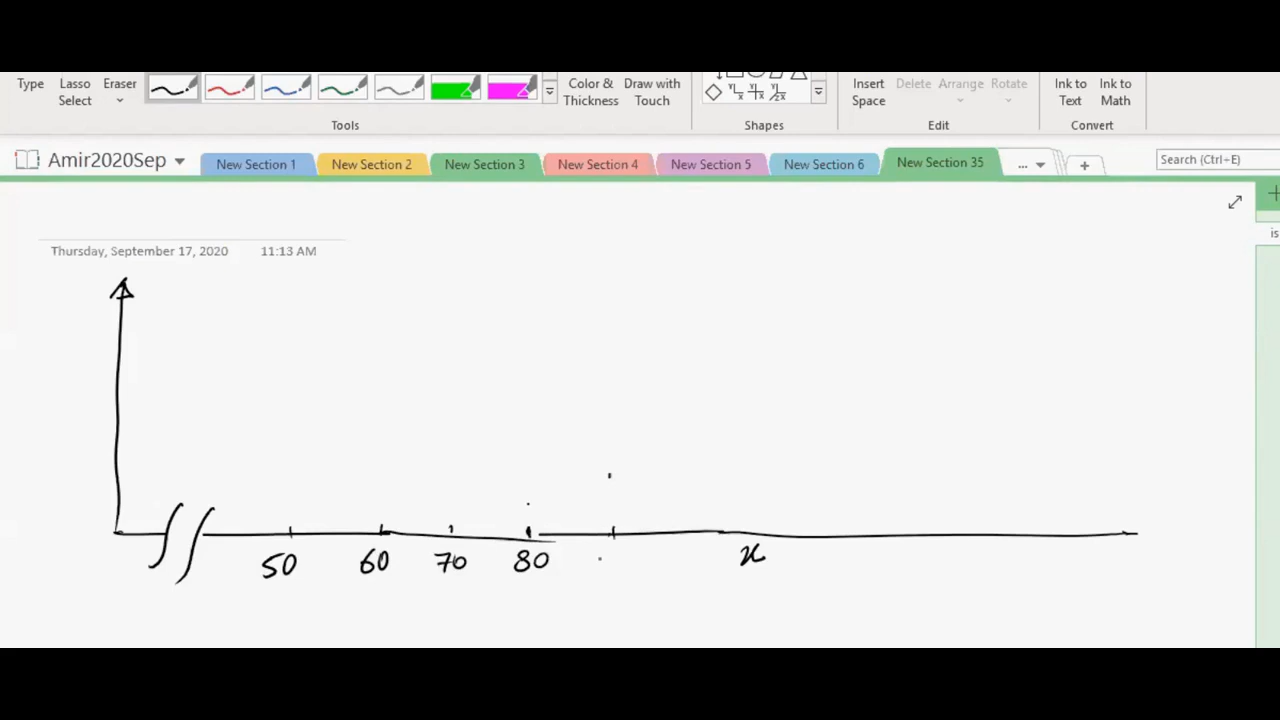 Type Lasso Select Eraser Color & Thickness Draw with Touch Insert Space Delete Arrange Rotate Ink to Text Ink to Math
Tools Shapes Edit Convert
Amir2020Sep New Section 1 New Section 2 New Section 3 New Section 4 New Section 5 New Section 6 New Section 35 ... + Search (Ctrl+E)
is
Thursday, September 17, 2020 11:13 AM
50 60 70 80 x